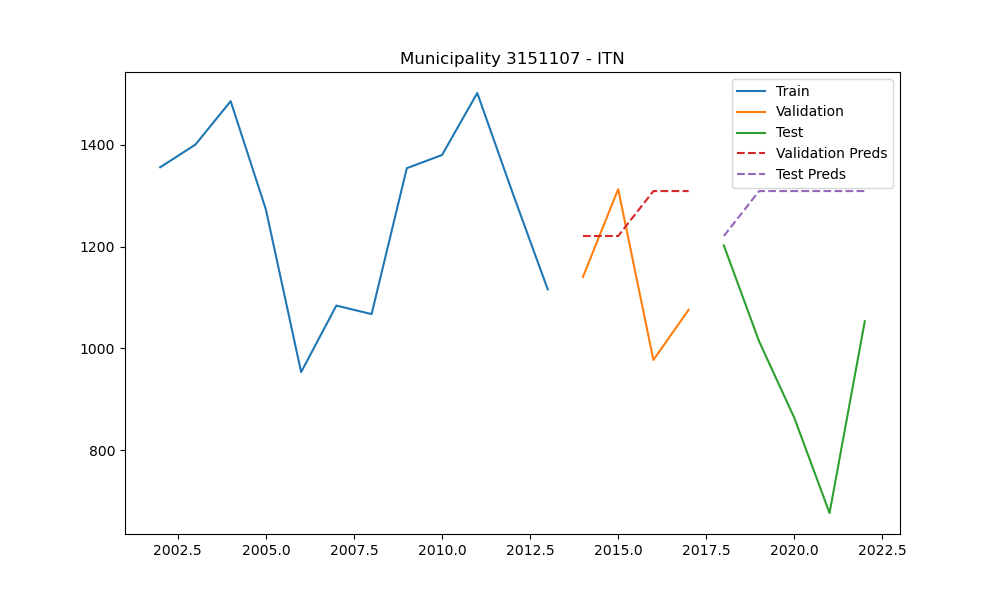 Municipality 3151107 - ITN
Train
Validation
Test
Validation Preds
Test Preds
1400
1200
1000
800
2002.5 2005.0 2007.5 2010.0 2012.5 2015.0 2017.5 2020.0 2022.5